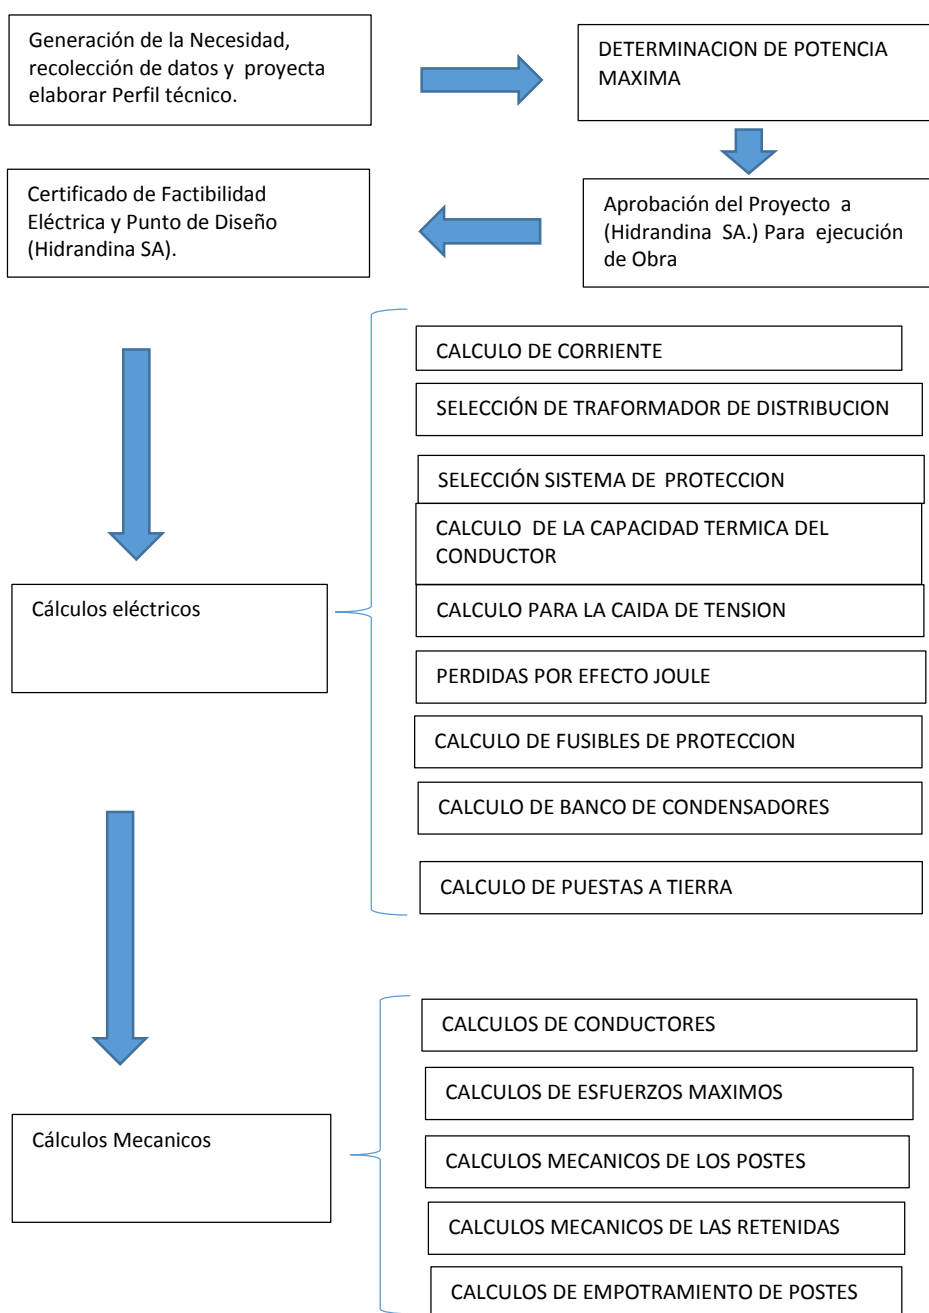 Generación de la Necesidad,
recolección de datos y proyecta
elaborar Perfil técnico.
DETERMINACION DE POTENCIA
MAXIMA
Certificado de Factibilidad
Eléctrica y Punto de Diseño
(Hidrandina SA).
Aprobación del Proyecto a
(Hidrandina SA.) Para ejecución
de Obra
CALCULO DE CORRIENTE
SELECCIÓN DE TRAFORMADOR DE DISTRIBUCION
SELECCIÓN SISTEMA DE PROTECCION
CALCULO DE LA CAPACIDAD TERMICA DEL
CONDUCTOR
Cálculos eléctricos
CALCULO PARA LA CAIDA DE TENSION
PERDIDAS POR EFECTO JOULE
CALCULO DE FUSIBLES DE PROTECCION
CALCULO DE BANCO DE CONDENSADORES
CALCULO DE PUESTAS A TIERRA
CALCULOS DE CONDUCTORES
CALCULOS DE ESFUERZOS MAXIMOS
Cálculos Mecanicos
CALCULOS MECANICOS DE LOS POSTES
CALCULOS MECANICOS DE LAS RETENIDAS
CALCULOS DE EMPOTRAMIENTO DE POSTES